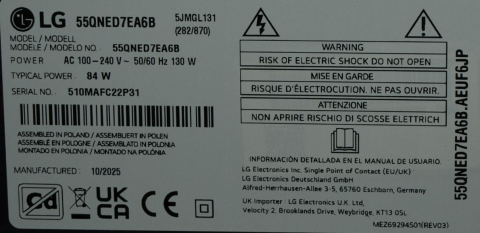 LG 55QNED7EA6B 5JMGL131
(282/870)
MODEL / MODELLO
MODÈLE / MODELO NO. 55QNED7EA6B
POWER AC 100-240 V~ 50/60 Hz 130 W
TYPICAL POWER 84 W
SERIAL NO.: 510MAFC22P31
ASSEMBLED IN POLAND / ASSEMBLIERT IN POLEN
ASSEMBLÉ EN POLOGNE / ASSEMBLATO IN POLONIA
MONTADO EN POLONIA / MONTADO NA POLÓNIA
MANUFACTURED : 10/2025
UK
CA
CE
WARNING
RISK OF ELECTRIC SHOCK DO NOT OPEN
MISE EN GARDE
RISQUE D'ÉLECTROCUTION. NE PAS OUVRIR.
ATTENZIONE
NON APRIRE RISCHIO DI SCOSSE ELETTRICH
INFORMACIÓN DETALLADA EN EL MANUAL DE
LG Electronics Inc. Single Point of Contact (EU/UK)
LG Electronics Deutschland GmbH
Alfred-Herrhausen-Allee 3-5, 65760 Eschborn, Germany
UK Importer : LG Electronics U.K. Ltd
Velocity 2, Brooklands Drive, Weybridge, KT13 0SL
MEZ69294501(REV03)
55QNED7EA6B.AEUF6JP